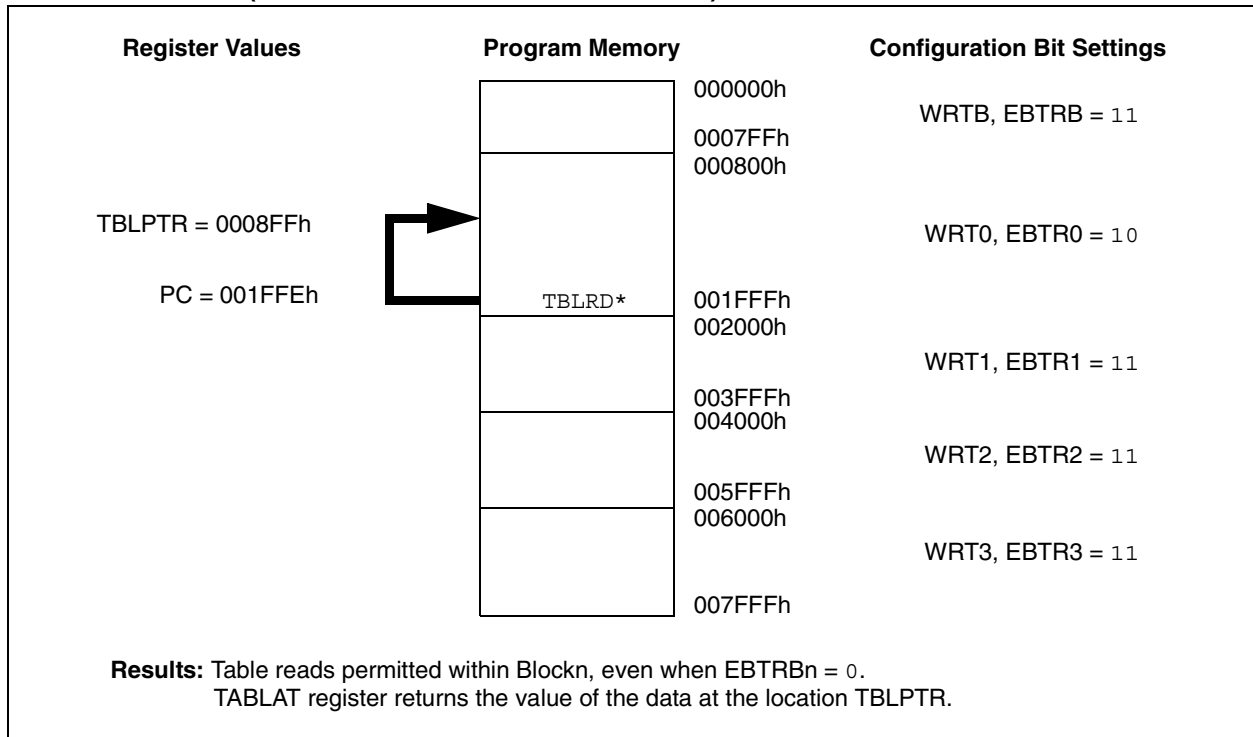 Register Values Program Memory Configuration Bit Settings
000000h
WRTB, EBTRB = 11
0007FFh
000800h
TBLPTR = 0008FFh
WRT0, EBTR0 = 10
PC = 001FFEh
TBLRD*
001FFFh
002000h
WRT1, EBTR1 = 11
003FFFh
004000h
WRT2, EBTR2 = 11
005FFFh
006000h
WRT3, EBTR3 = 11
007FFFh
Results: Table reads permitted within Blockn, even when EBTRBn = 0.
TABLAT register returns the value of the data at the location TBLPTR.